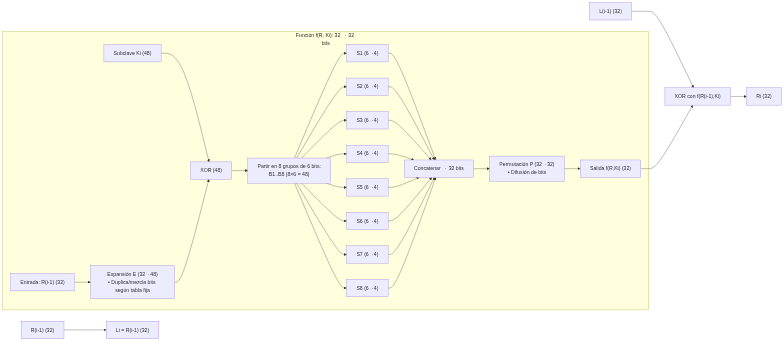 L(i-1) (32)
Función f(R, Ki): 32 → 32
bits
Subclave Ki (48)
S1 (6→4)
S2 (6→4)
XOR con f(R(i-1),Ki)
Ri (32)
S3 (6→4)
S4 (6→4)
XOR (48)
Partir en 8 grupos de 6 bits:
B1..B8 (8×6 = 48)
Concatenar → 32 bits
Permutación P (32→32)
• Difusión de bits
Salida f(R,Ki) (32)
S5 (6→4)
S6 (6→4)
S7 (6→4)
Entrada: R(i-1) (32)
Expansión E (32→48)
• Duplica/mezcla bits
según tabla fija
S8 (6→4)
R(i-1) (32)
Li = R(i-1) (32)